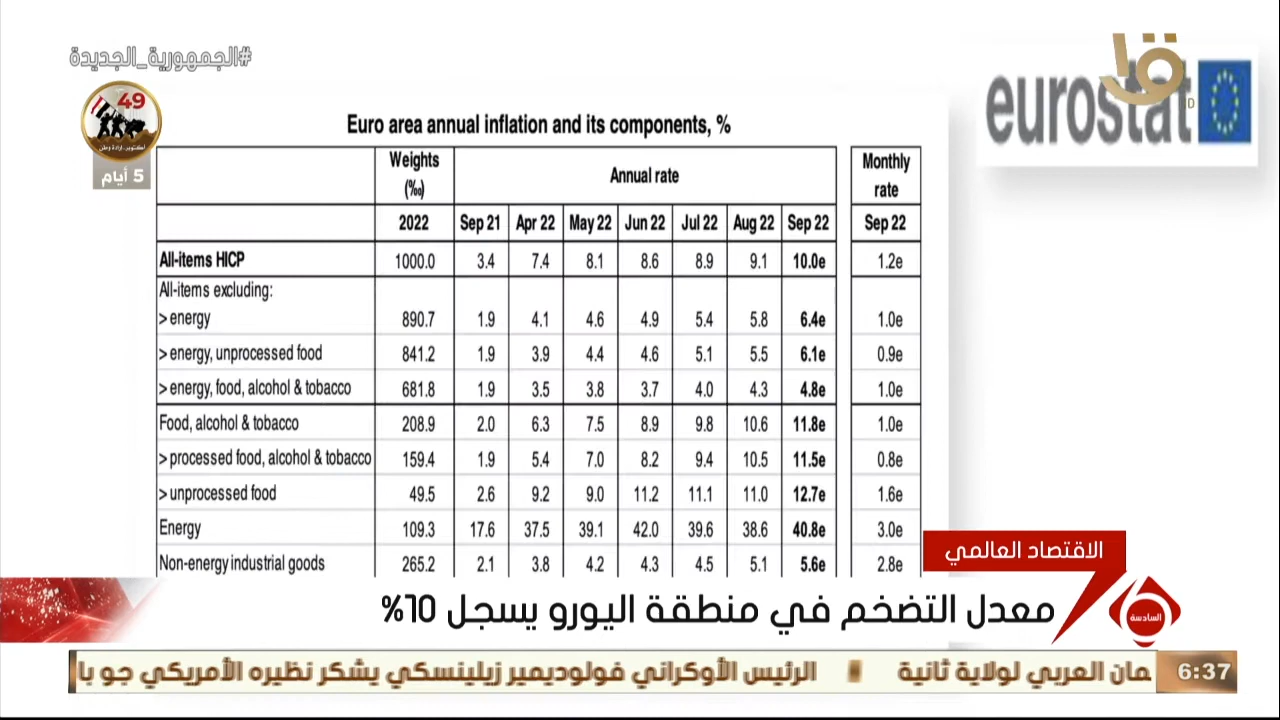 #الجمهورية_الجديدة
49
أكتوبر..إرادة وطن
5 أيام
eurostat
Euro area annual inflation and its components, %
Weights (‰) Annual rate Monthly rate
2022 Sep 21 Apr 22 May 22 Jun 22 Jul 22 Aug 22 Sep 22 Sep 22
All-items HICP 1000.0 3.4 7.4 8.1 8.6 8.9 9.1 10.0e 1.2e
All-items excluding:
> energy 890.7 1.9 4.1 4.6 4.9 5.4 5.8 6.4e 1.0e
> energy, unprocessed food 841.2 1.9 3.9 4.4 4.6 5.1 5.5 6.1e 0.9e
> energy, food, alcohol & tobacco 681.8 1.9 3.5 3.8 3.7 4.0 4.3 4.8e 1.0e
Food, alcohol & tobacco 208.9 2.0 6.3 7.5 8.9 9.8 10.6 11.8e 1.0e
> processed food, alcohol & tobacco 159.4 1.9 5.4 7.0 8.2 9.4 10.5 11.5e 0.8e
> unprocessed food 49.5 2.6 9.2 9.0 11.2 11.1 11.0 12.7e 1.6e
Energy 109.3 17.6 37.5 39.1 42.0 39.6 38.6 40.8e 3.0e
Non-energy industrial goods 265.2 2.1 3.8 4.2 4.3 4.5 5.1 5.6e 2.8e
الاقتصاد العالمي
معدل التضخم في منطقة اليورو يسجل 10%
السادسة
مان العربي لولاية ثانية
الرئيس الأوكراني فولوديمير زيلينسكي يشكر نظيره الأمريكي جو با
6:37